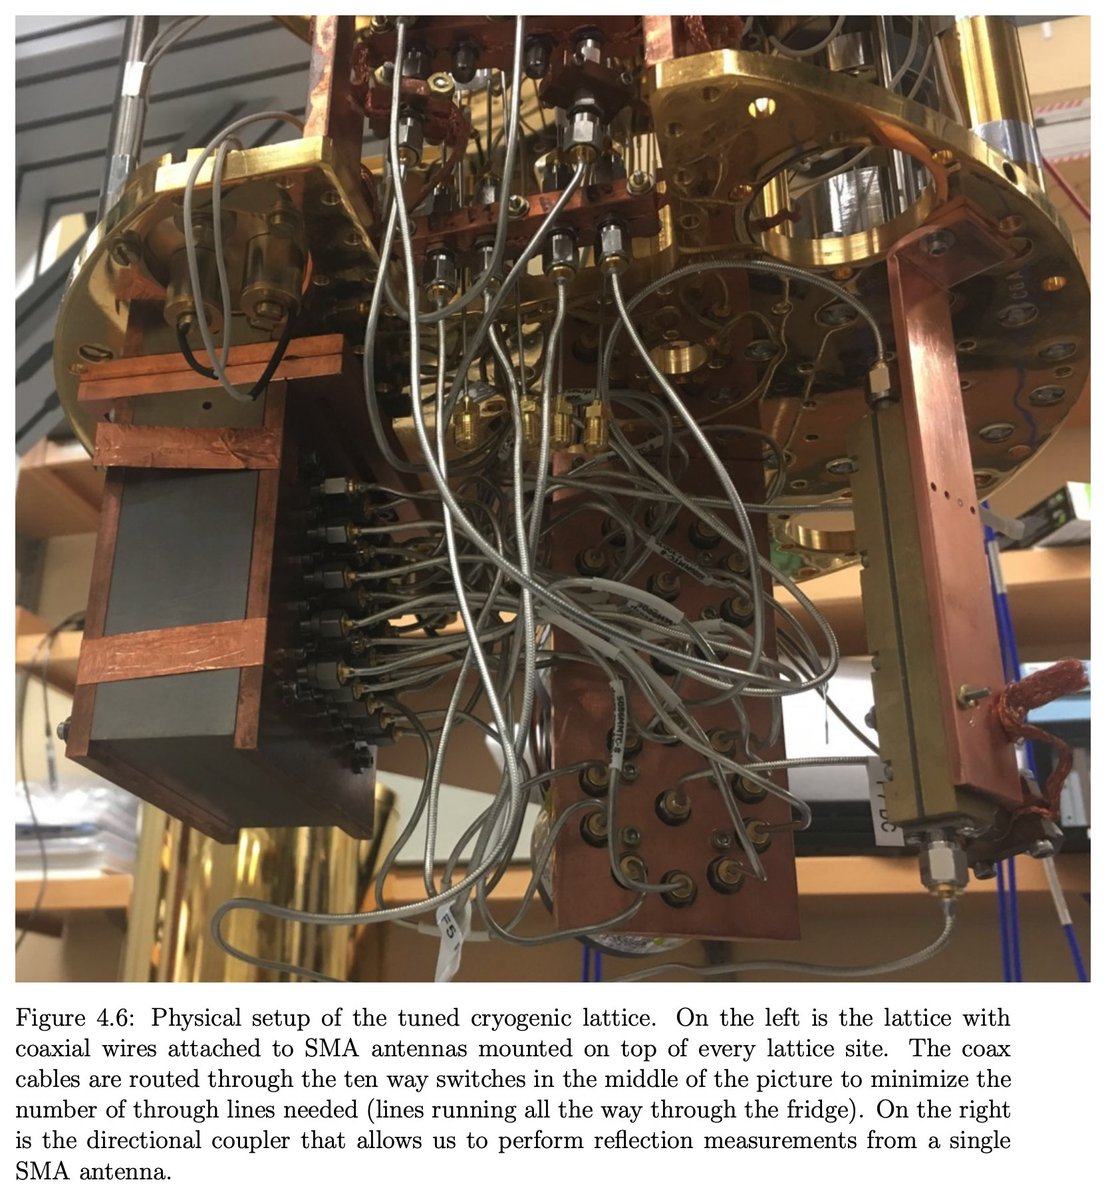 F5
Figure 4.6: Physical setup of the tuned cryogenic lattice. On the left is the lattice with
coaxial wires attached to SMA antennas mounted on top of every lattice site. The coax
cables are routed through the ten way switches in the middle of the picture to minimize the
number of through lines needed (lines running all the way through the fridge). On the right
is the directional coupler that allows us to perform reflection measurements from a single
SMA antenna.